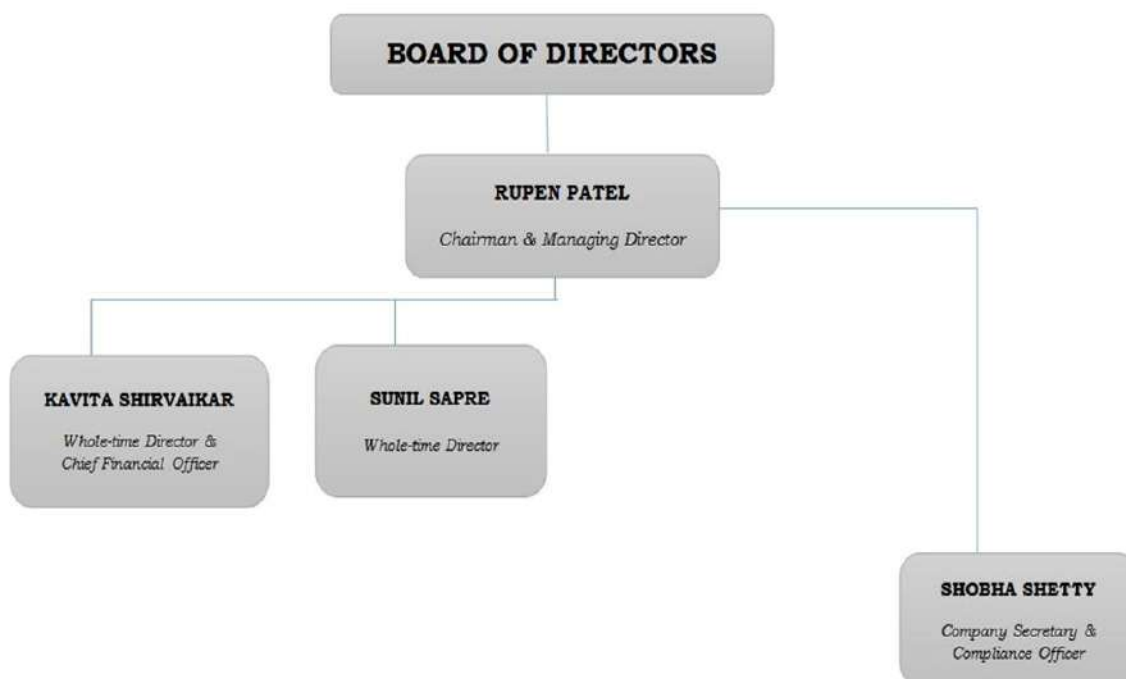 BOARD OF DIRECTORS
RUPEN PATEL
Chairman & Managing Director
KAVITA SHIRVAIKAR
Whole-time Director &
Chief Financial Officer
SUNIL SAPRE
Whole-time Director
SHOBHA SHETTY
Company Secretary &
Compliance Officer